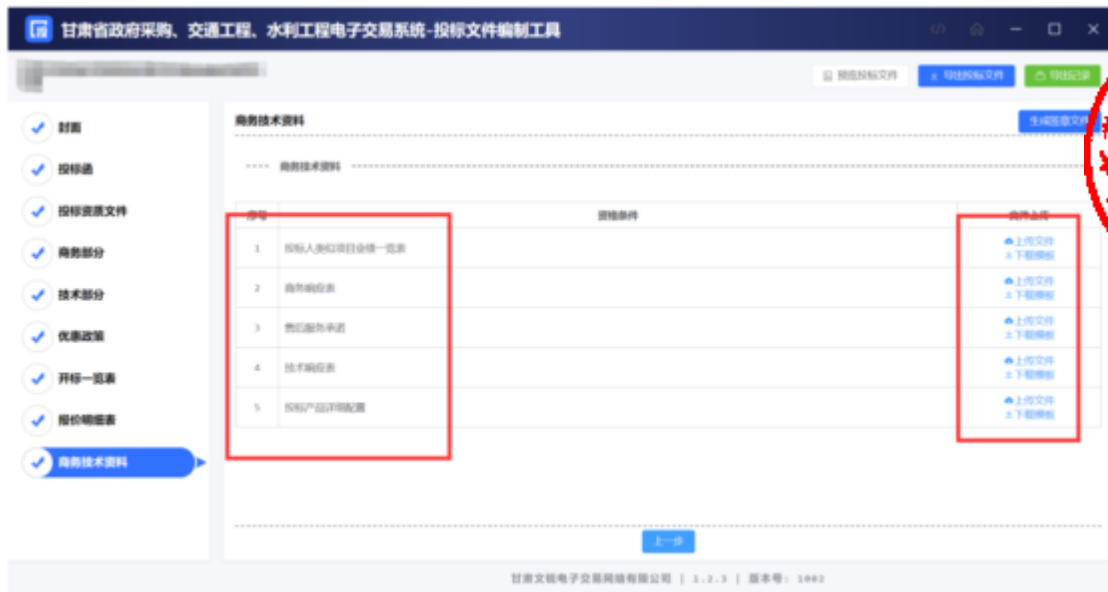 甘肃省政府采购、交通工程、水利工程电子交易系统-投标文件编制工具
预览投标文件
导出投标文件
导出记录
封面
投标函
投标资质文件
商务部分
技术部分
优惠政策
开标一览表
报价明细表
商务技术资料
商务技术资料
生成签章文件
商务技术资料
序号 资格条件 文件上传
1 投标人类似项目业绩一览表 上传文件
下载模板
2 商务响应表 上传文件
下载模板
3 售后服务承诺 上传文件
下载模板
4 技术响应表 上传文件
下载模板
5 投标产品详细配置 上传文件
下载模板
上一步
甘肃文锐电子交易网络有限公司 | 1.2.3 | 版本号: 1002